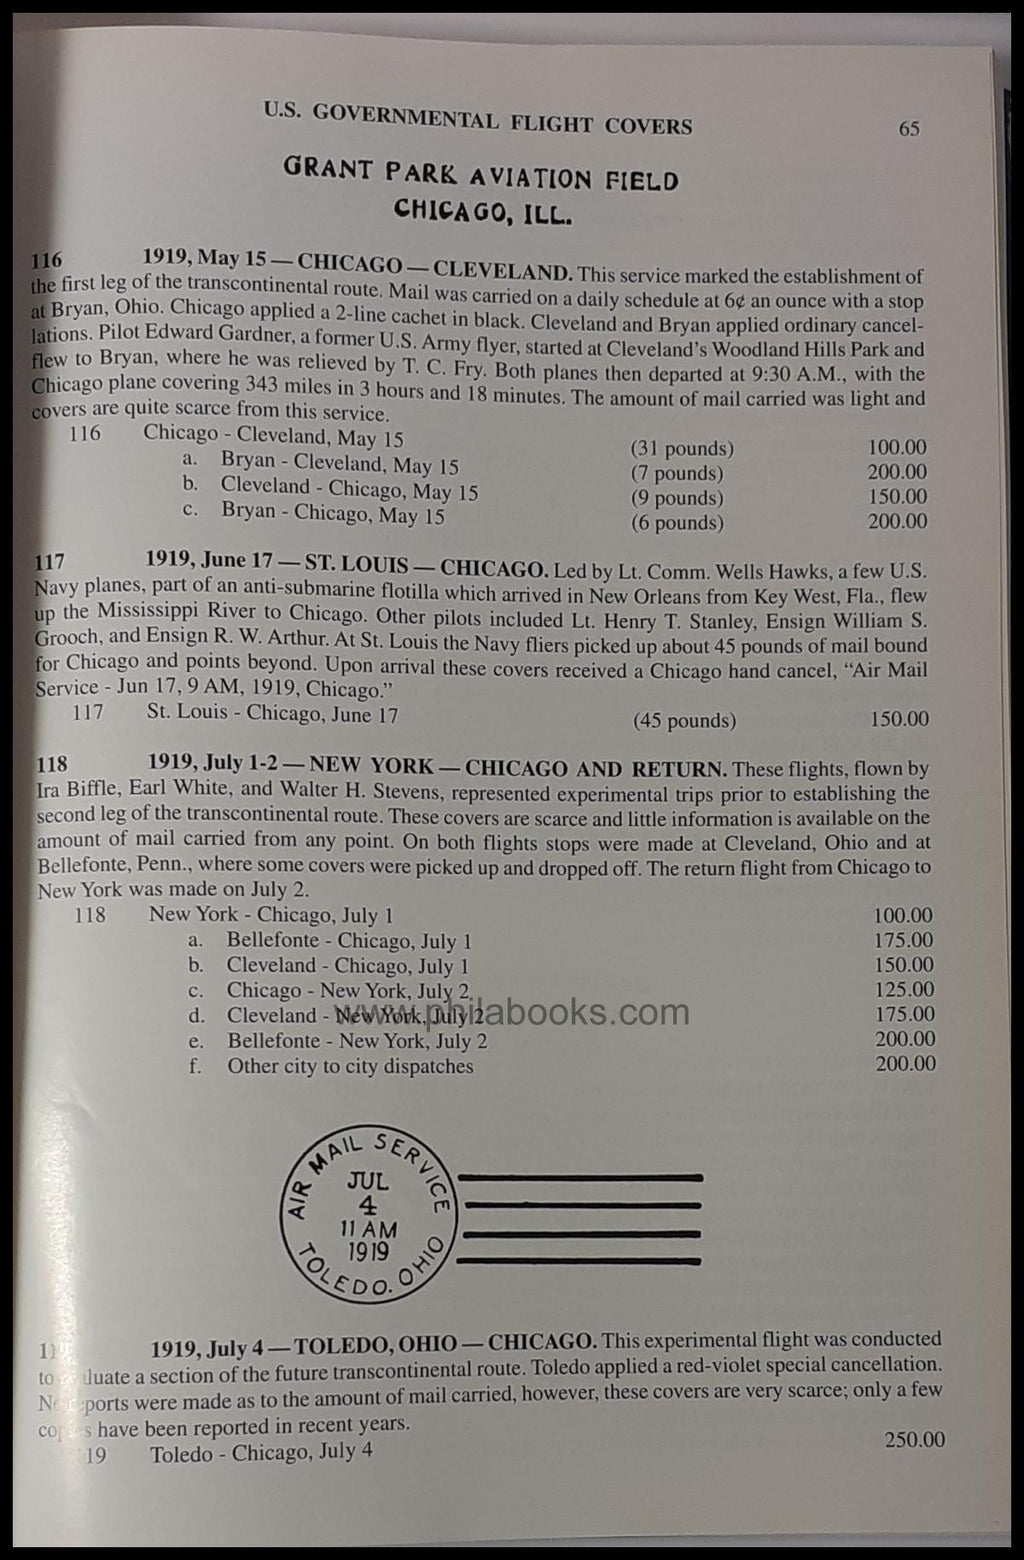 U.S. GOVERNMENTAL FLIGHT COVERS 65
GRANT PARK AVIATION FIELD
CHICAGO, ILL.
116 1919, May 15 — CHICAGO — CLEVELAND. This service marked the establishment of
the first leg of the transcontinental route. Mail was carried on a daily schedule at 6¢ an ounce with a stop
at Bryan, Ohio. Chicago applied a 2-line cachet in black. Cleveland and Bryan applied ordinary cancel-
lations. Pilot Edward Gardner, a former U.S. Army flyer, started at Cleveland's Woodland Hills Park and
flew to Bryan, where he was relieved by T. C. Fry. Both planes then departed at 9:30 A.M., with the
Chicago plane covering 343 miles in 3 hours and 18 minutes. The amount of mail carried was light and
covers are quite scarce from this service.
116 Chicago - Cleveland, May 15 (31 pounds) 100.00
a. Bryan - Cleveland, May 15 (7 pounds) 200.00
b. Cleveland - Chicago, May 15 (9 pounds) 150.00
c. Bryan - Chicago, May 15 (6 pounds) 200.00
117 1919, June 17 — ST. LOUIS — CHICAGO. Led by Lt. Comm. Wells Hawks, a few U.S.
Navy planes, part of an anti-submarine flotilla which arrived in New Orleans from Key West, Fla., flew
up the Mississippi River to Chicago. Other pilots included Lt. Henry T. Stanley, Ensign William S.
Grooch, and Ensign R. W. Arthur. At St. Louis the Navy fliers picked up about 45 pounds of mail bound
for Chicago and points beyond. Upon arrival these covers received a Chicago hand cancel, “Air Mail
Service - Jun 17, 9 AM, 1919, Chicago.”
117 St. Louis - Chicago, June 17 (45 pounds) 150.00
118 1919, July 1-2 — NEW YORK — CHICAGO AND RETURN. These flights, flown by
Ira Biffle, Earl White, and Walter H. Stevens, represented experimental trips prior to establishing the
second leg of the transcontinental route. These covers are scarce and little information is available on the
amount of mail carried from any point. On both flights stops were made at Cleveland, Ohio and at
Bellefonte, Penn., where some covers were picked up and dropped off. The return flight from Chicago to
New York was made on July 2.
118 New York - Chicago, July 1 100.00
a. Bellefonte - Chicago, July 1 175.00
b. Cleveland - Chicago, July 1 150.00
c. Chicago - New York, July 2 125.00
d. Cleveland - New York, July 2 175.00
www.philabooks.com
e. Bellefonte - New York, July 2 200.00
f. Other city to city dispatches 200.00
AIR MAIL SERVICE
JUL
4
11 AM
1919
TOLEDO. OHIO
1919, July 4 — TOLEDO, OHIO — CHICAGO. This experimental flight was conducted
to a section of the future transcontinental route. Toledo applied a red-violet special cancellation.
were made as to the amount of mail carried, however, these covers are very scarce; only a few
have been reported in recent years.
19 Toledo - Chicago, July 4 250.00